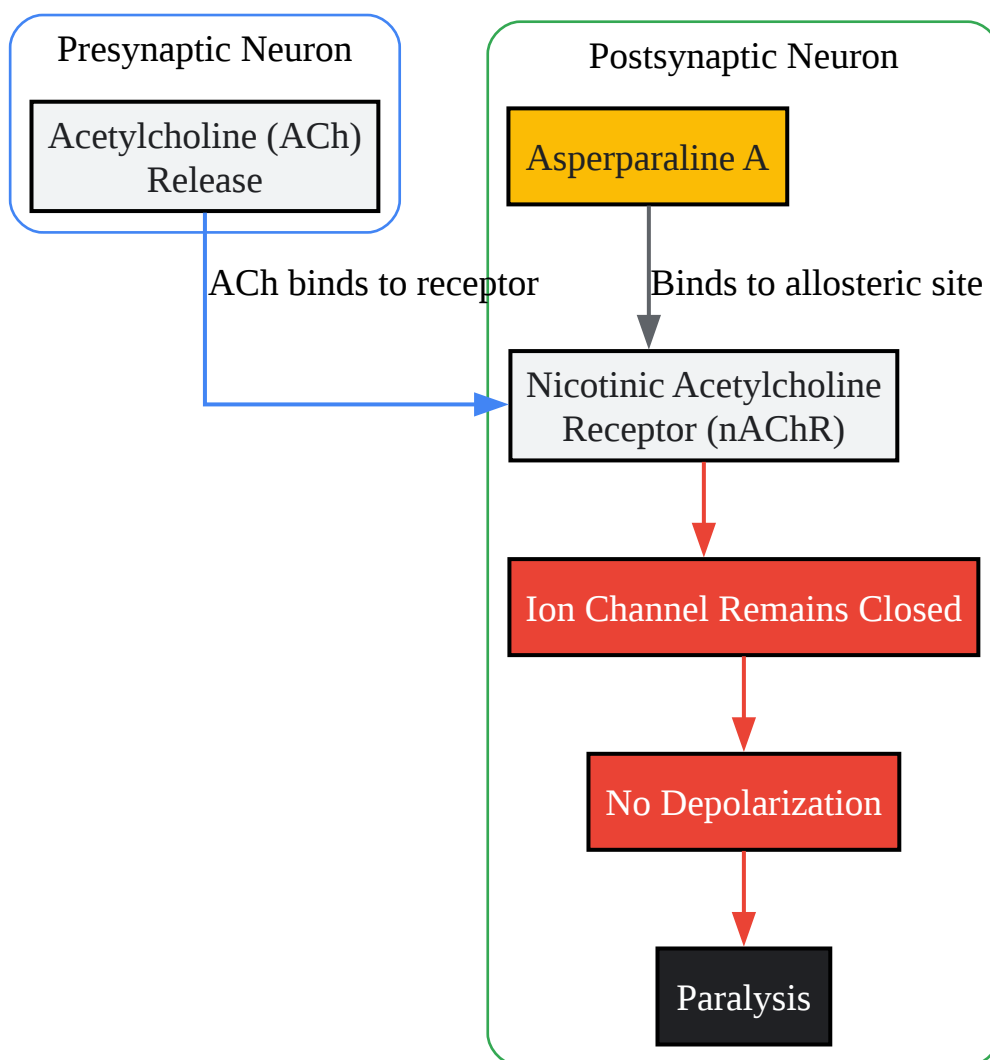 Presynaptic Neuron
Acetylcholine (ACh)
Release
Postsynaptic Neuron
Asperparaline A
ACh binds to receptor
Binds to allosteric site
Nicotinic Acetylcholine
Receptor (nAChR)
Ion Channel Remains Closed
No Depolarization
Paralysis